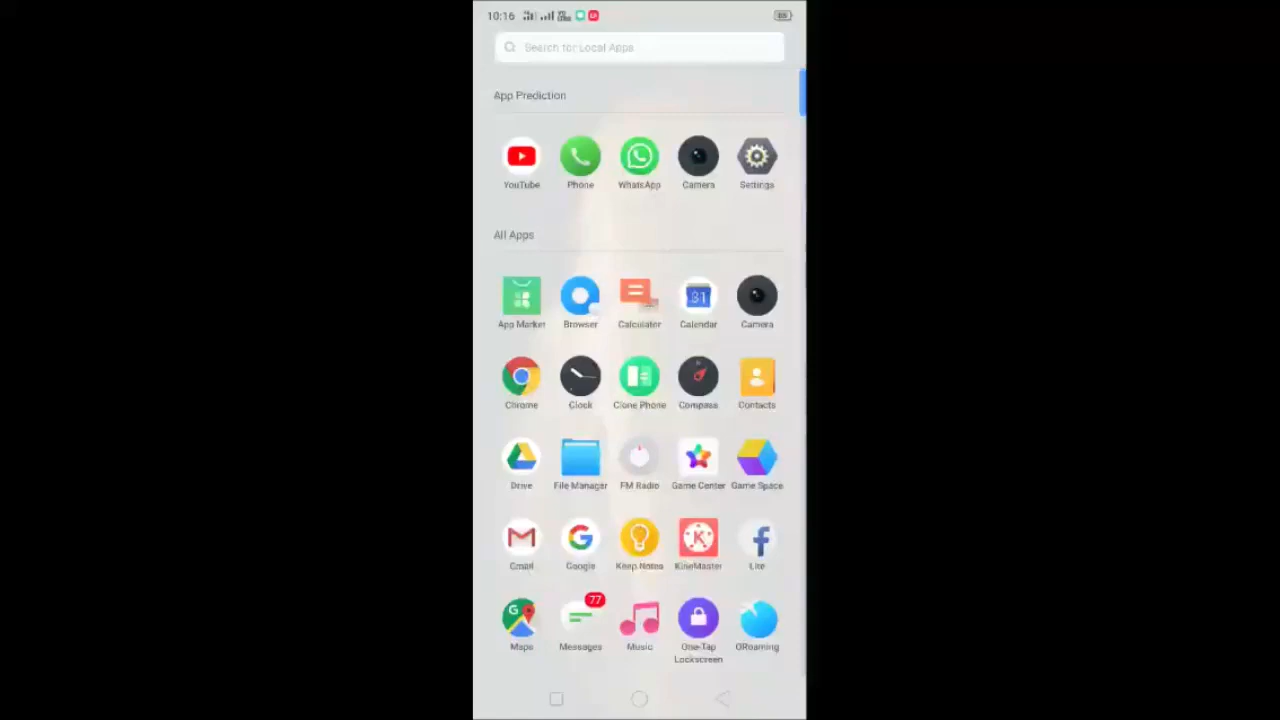 10:16
Search for Local Apps
App Prediction
YouTube Phone WhatsApp Camera Settings
All Apps
App Market Browser Calculator Calendar Camera
Chrome Clock Clone Phone Compass Contacts
Drive File Manager FM Radio Game Center Game Space
Gmail Google Keep Notes KineMaster Lite
77
Maps Messages Music One-Tap Lockscreen ORoaming